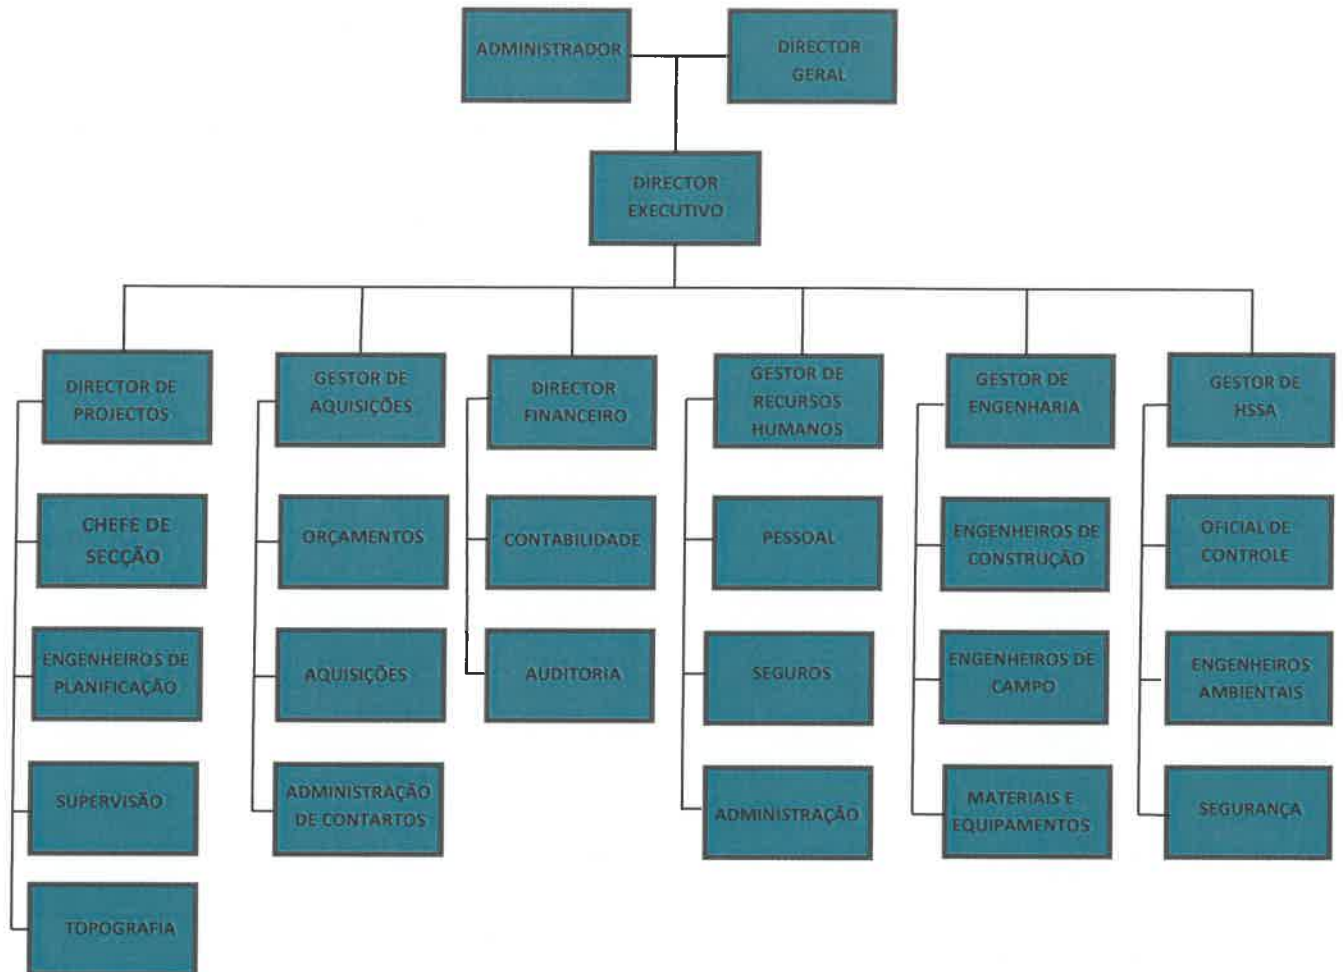 ADMINISTRADOR
DIRECTOR
GERAL
DIRECTOR
EXECUTIVO
DIRECTOR DE
PROJECTOS
GESTOR DE
AQUISIÇÕES
DIRECTOR
FINANCEIRO
GESTOR DE
RECURSOS
HUMANOS
GESTOR DE
ENGENHARIA
GESTOR DE
HSSA
CHEFE DE
SECÇÃO
ORÇAMENTOS
CONTABILIDADE
PESSOAL
ENGENHEIROS DE
CONSTRUÇÃO
OFICIAL DE
CONTROLE
ENGENHEIROS DE
PLANIFICAÇÃO
AQUISIÇÕES
AUDITORIA
SEGUROS
ENGENHEIROS DE
CAMPO
ENGENHEIROS
AMBIENTAIS
SUPERVISÃO
ADMINISTRAÇÃO
DE CONTARTOS
ADMINISTRAÇÃO
MATERIAIS E
EQUIPAMENTOS
SEGURANÇA
TOPOGRAFIA